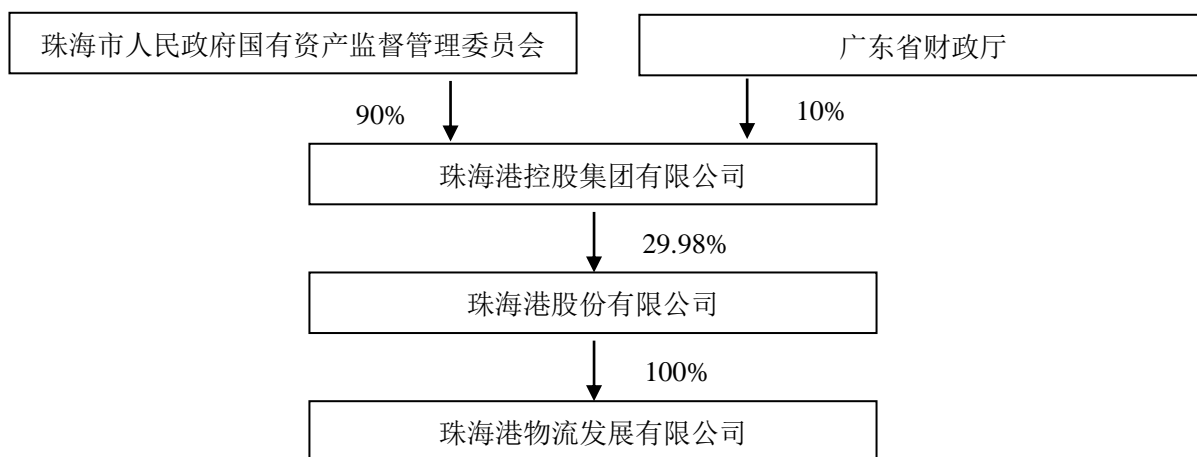 珠海市人民政府国有资产监督管理委员会
广东省财政厅
90%
10%
珠海港控股集团有限公司
29.98%
珠海港股份有限公司
100%
珠海港物流发展有限公司